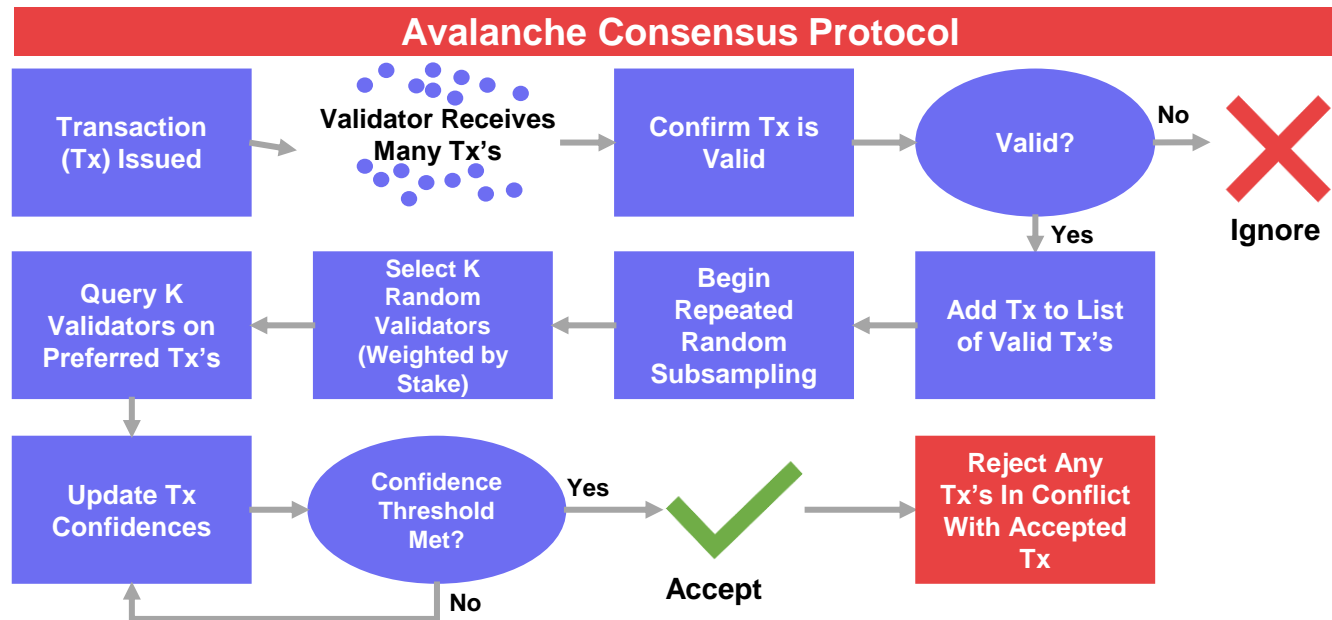 Avalanche Consensus Protocol
Transaction
(Tx) Issued
Validator Receives
Many Tx's
Confirm Tx is
Valid
Valid?
No
Ignore
Yes
Query K
Validators on
Preferred Tx's
Select K
Random
Validators
(Weighted by
Stake)
Begin
Repeated
Random
Subsampling
Add Tx to List
of Valid Tx's
Update Tx
Confidences
Confidence
Threshold
Met?
Yes
No
Accept
Reject Any
Tx's In Conflict
With Accepted
Tx